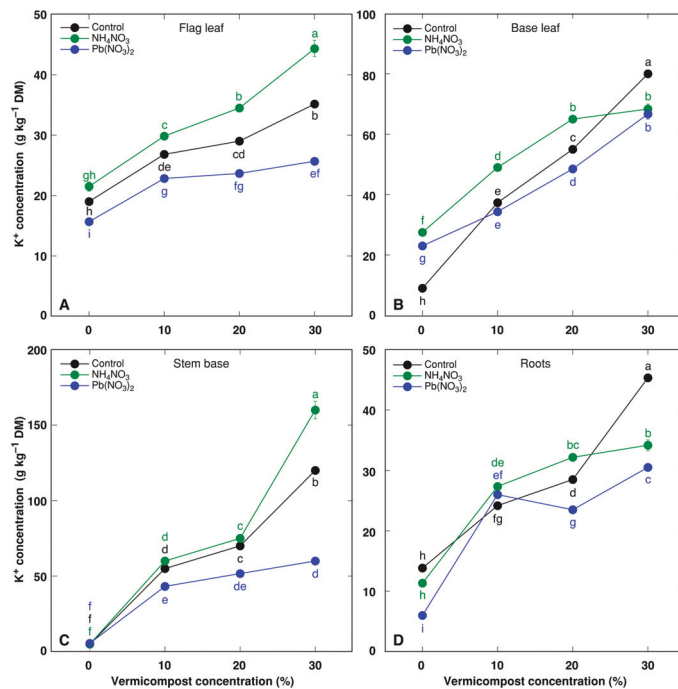 50
40
30
20
10
0
K⁺ concentration (g kg⁻¹ DM)
Control
NH₄NO₃
Pb(NO₃)₂
Flag leaf
a
b
c
gh
b
cd
de
h
ef
fg
g
i
A
0
10
20
30
100
80
60
40
20
0
Control
NH₄NO₃
Pb(NO₃)₂
Base leaf
a
b
b
b
c
d
d
e
e
f
g
h
B
0
10
20
30
200
150
100
50
0
K⁺ concentration (g kg⁻¹ DM)
Control
NH₄NO₃
Pb(NO₃)₂
Stem base
a
b
c
c
d
d
d
de
e
f
f
f
C
0
10
20
30
Vermicompost concentration (%)
50
40
30
20
10
0
Control
NH₄NO₃
Pb(NO₃)₂
Roots
a
b
bc
c
de
ef
d
fg
g
h
h
i
D
0
10
20
30
Vermicompost concentration (%)